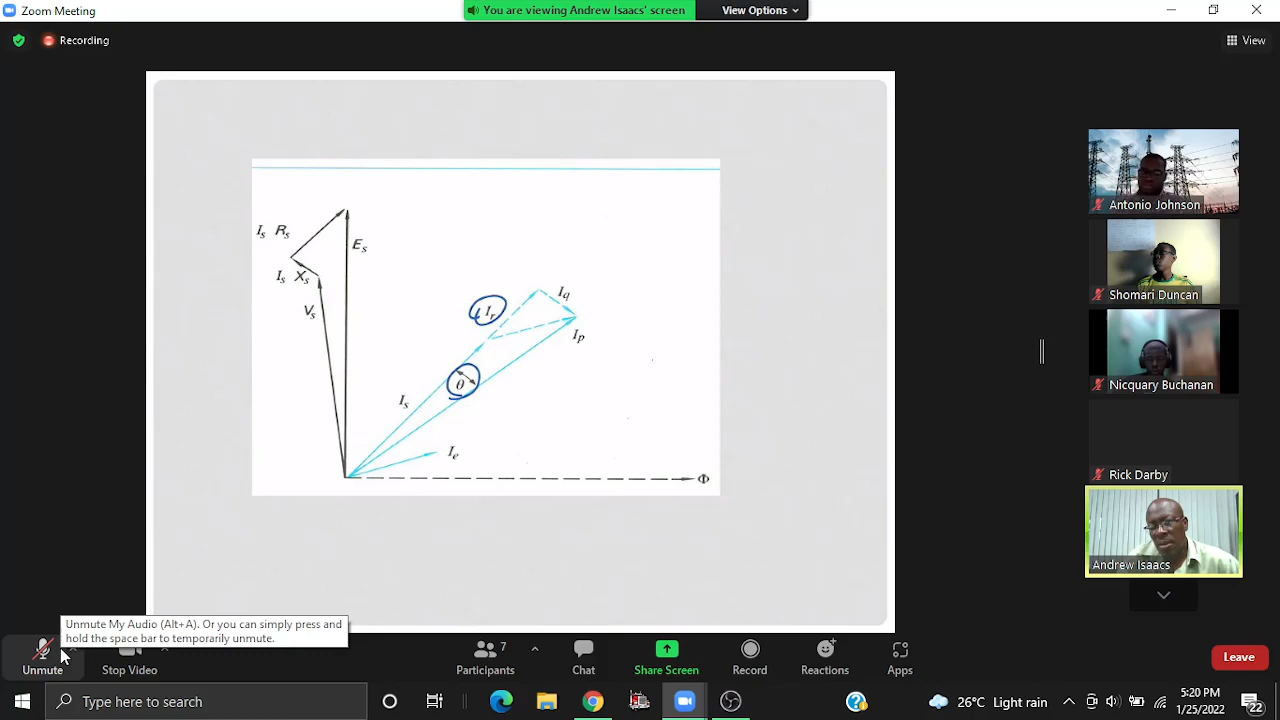 Zoom Meeting
You are viewing Andrew Isaacs' screen
View Options
Recording
View
Is Rs
Es
Is Xs
Vs
Ir
Iq
Ip
θ
Is
Ie
Φ
Antonio Johnson
Shomari Duncan
Nicquary Buchanan
Rick Darby
Andrew Isaacs
Unmute My Audio (Alt+A). Or you can simply press and
hold the space bar to temporarily unmute.
Unmute
Stop Video
Participants
7
Chat
Share Screen
Record
Reactions
Apps
Leave
Type here to search
26°C Light rain
5:20 PM
1/25/2022
22